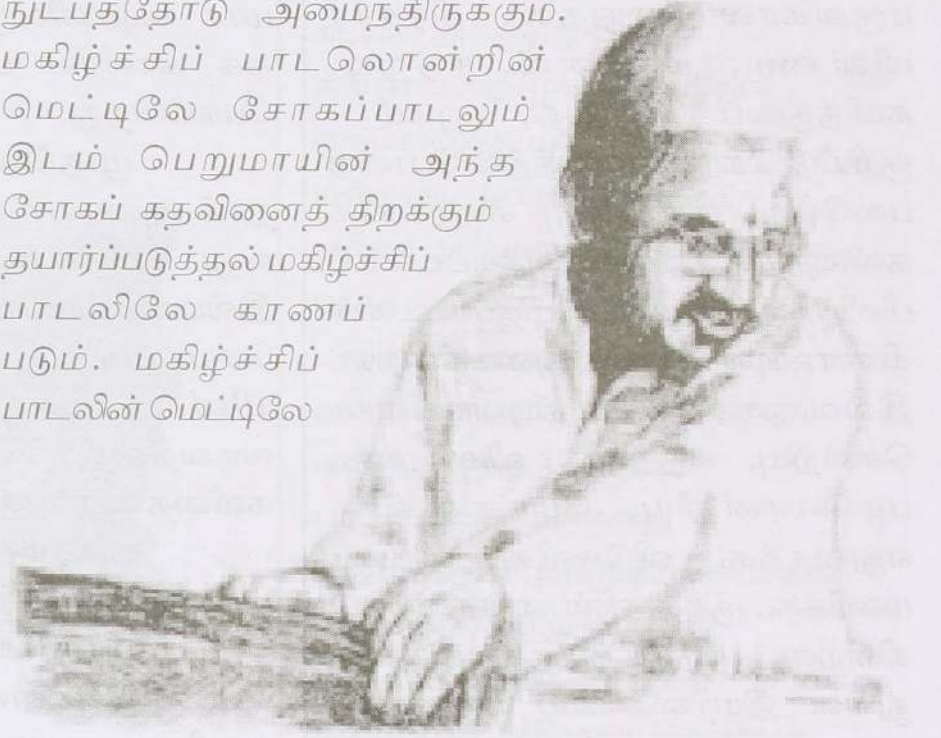 நுட்பத்தோடு அமைந்திருக்கும்.
மகிழ்ச்சிப் பாடலொன்றின்
மெட்டிலே சோகப்பாடலும்
இடம் பெறுமாயின் அந்த
சோகப் கதவினைத் திறக்கும்
தயார்ப்படுத்தல் மகிழ்ச்சிப்
பாடலிலே காணப்
படும். மகிழ்ச்சிப்
பாடலின் மெட்டிலே